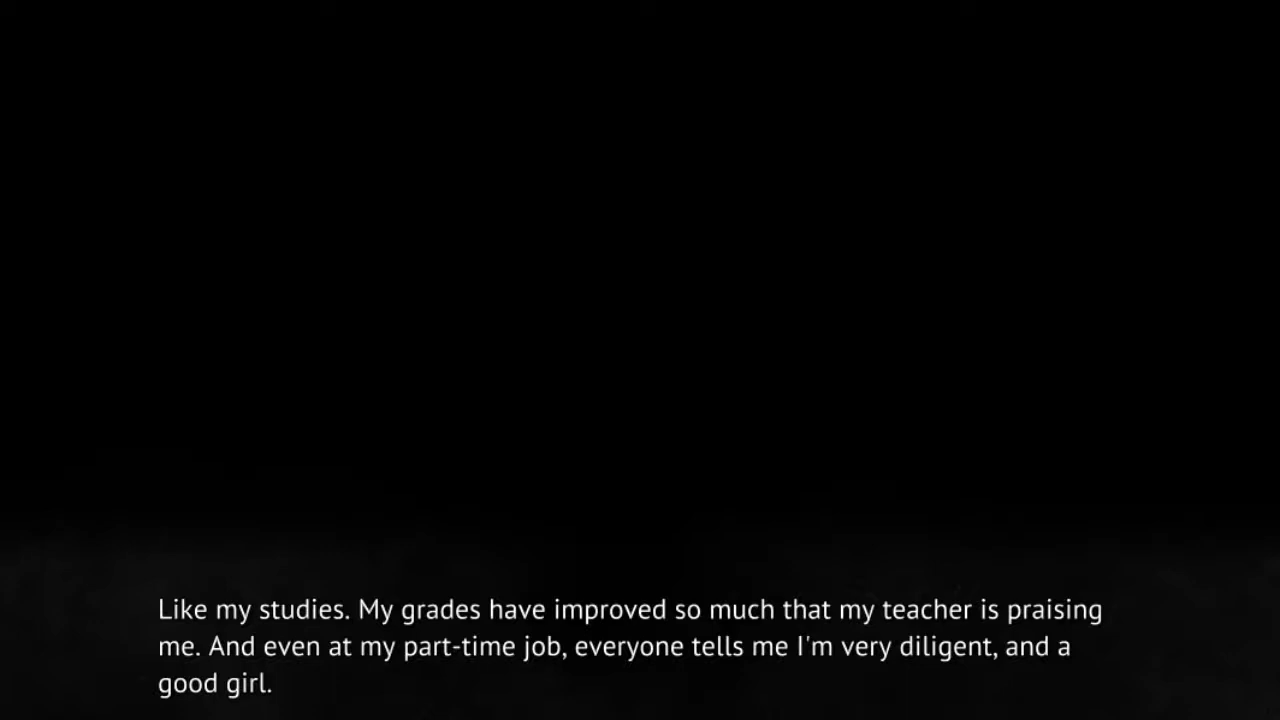 Like my studies. My grades have improved so much that my teacher is praising
me. And even at my part-time job, everyone tells me I'm very diligent, and a
good girl.